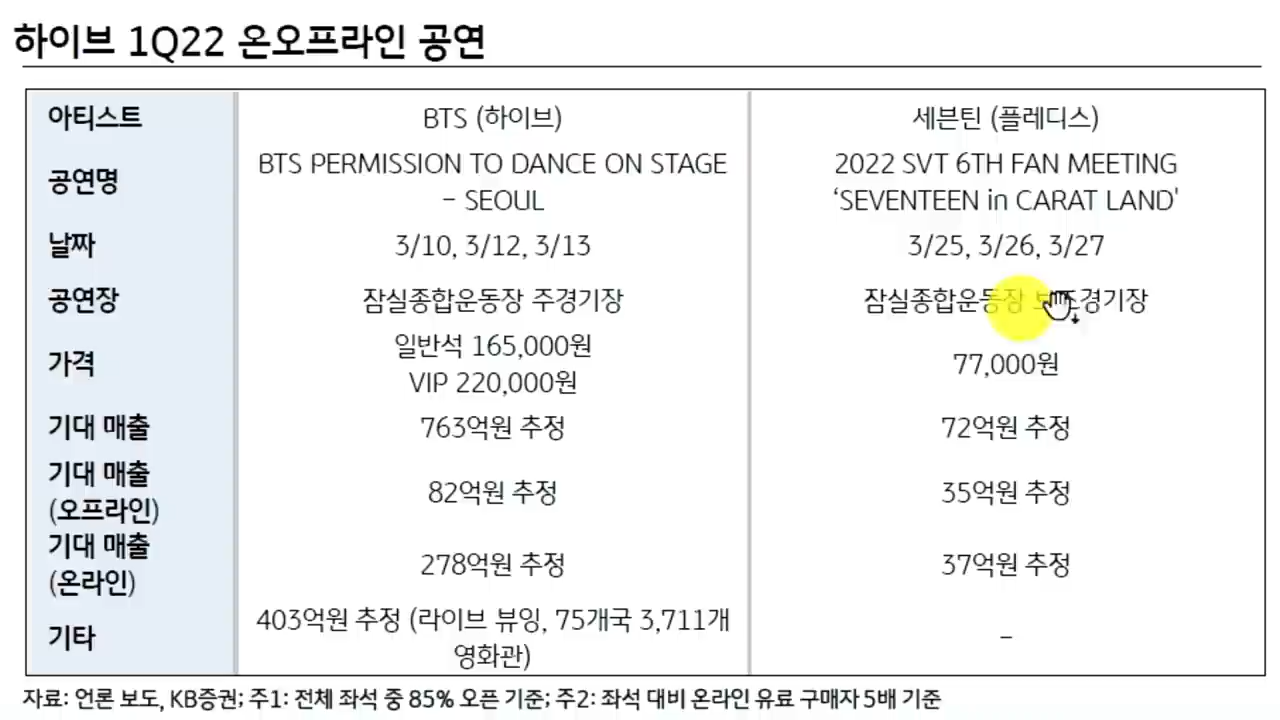 하이브 1Q22 온오프라인 공연
아티스트
BTS (하이브)
세븐틴 (플레디스)
공연명
BTS PERMISSION TO DANCE ON STAGE
– SEOUL
2022 SVT 6TH FAN MEETING
‘SEVENTEEN in CARAT LAND'
날짜
3/10, 3/12, 3/13
3/25, 3/26, 3/27
공연장
잠실종합운동장 주경기장
잠실종합운동장
가격
일반석 165,000원
VIP 220,000원
77,000원
기대 매출
763억원 추정
72억원 추정
기대 매출
(오프라인)
82억원 추정
35억원 추정
기대 매출
(온라인)
278억원 추정
37억원 추정
기타
403억원 추정 (라이브 뷰잉, 75개국 3,711개
영화관)
–
자료: 언론 보도, KB증권; 주1: 전체 좌석 중 85% 오픈 기준; 주2: 좌석 대비 온라인 유료 구매자 5배 기준